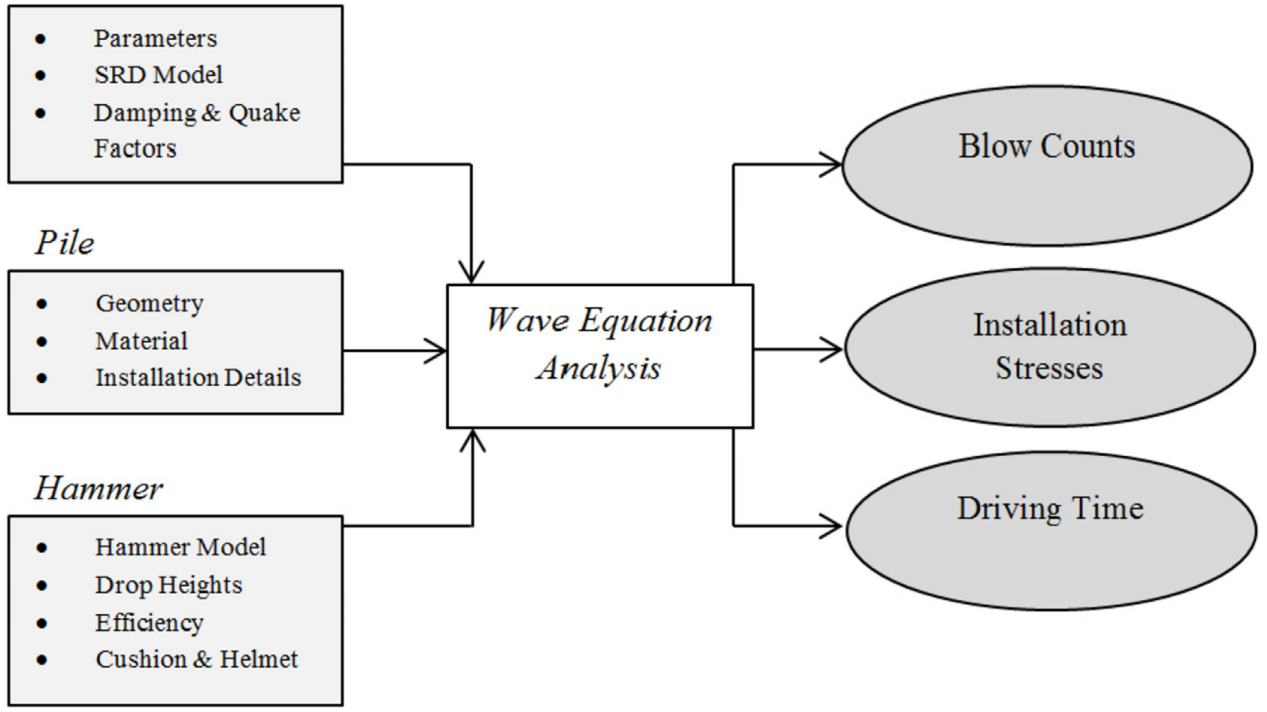 Parameters
SRD Model
Damping & Quake
Factors
Pile
Geometry
Material
Installation Details
Hammer
Hammer Model
Drop Heights
Efficiency
Cushion & Helmet
Wave Equation
Analysis
Blow Counts
Installation
Stresses
Driving Time